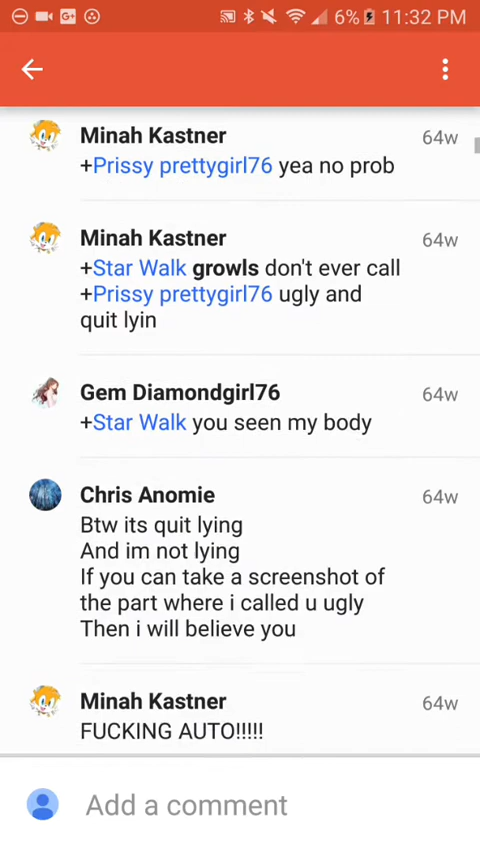 6% 11:32 PM
Minah Kastner 64w
+Prissy prettygirl76 yea no prob
Minah Kastner 64w
+Star Walk growls don't ever call
+Prissy prettygirl76 ugly and
quit lyin
Gem Diamondgirl76 64w
+Star Walk you seen my body
Chris Anomie 64w
Btw its quit lying
And im not lying
If you can take a screenshot of
the part where i called u ugly
Then i will believe you
Minah Kastner 64w
FUCKING AUTO!!!!!
Add a comment